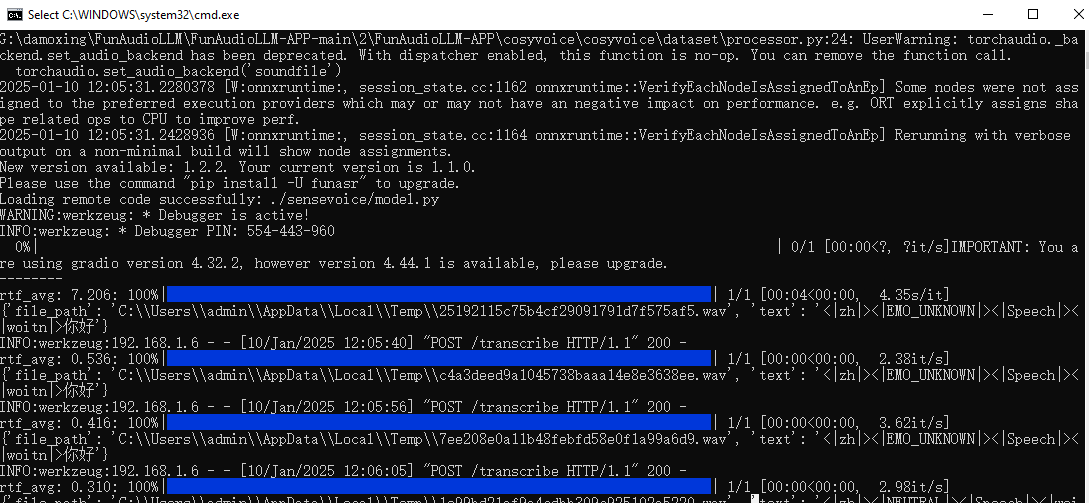 Select C:\WINDOWS\system32\cmd.exe
G:\damoxing\FunAudioLLM\FunAudioLLM-APP-main\2\FunAudioLLM-APP\cosyvoice\cosyvoice\dataset\processor.py:24: UserWarning: torchaudio._ba
ckend.set_audio_backend has been deprecated. With dispatcher enabled, this function is no-op. You can remove the function call.
torchaudio.set_audio_backend('soundfile')
2025-01-10 12:05:31.2280378 [W:onnxruntime:, session_state.cc:1162 onnxruntime::VerifyEachNodeIsAssignedToAnEp] Some nodes were not ass
igned to the preferred execution providers which may or may not have an negative impact on performance. e.g. ORT explicitly assigns sha
pe related ops to CPU to improve perf.
2025-01-10 12:05:31.2428936 [W:onnxruntime:, session_state.cc:1164 onnxruntime::VerifyEachNodeIsAssignedToAnEp] Rerunning with verbose
output on a non-minimal build will show node assignments.
New version available: 1.2.2. Your current version is 1.1.0.
Please use the command "pip install -U funasr" to upgrade.
Loading remote code successfully: ./sensevoice/model.py
WARNING:werkzeug: * Debugger is active!
INFO:werkzeug: * Debugger PIN: 554-443-960
0%| | 0/1 [00:00<?, ?it/s]IMPORTANT: You a
re using gradio version 4.32.2, however version 4.44.1 is available, please upgrade.
--------
rtf_avg: 7.206: 100%| | 1/1 [00:04<00:00, 4.35s/it]
{'file_path': 'C:\\Users\\admin\\AppData\\Local\\Temp\\25192115c75b4cf29091791d7f575af5.wav', 'text': '<|zh|><|EMO_UNKNOWN|><|Speech|><
|woitn|>你好'}
INFO:werkzeug:192.168.1.6 - - [10/Jan/2025 12:05:40] "POST /transcribe HTTP/1.1" 200 -
rtf_avg: 0.536: 100%| | 1/1 [00:00<00:00, 2.38it/s]
{'file_path': 'C:\\Users\\admin\\AppData\\Local\\Temp\\c4a3deed9a1045738baaa14e8e3638ee.wav', 'text': '<|zh|><|EMO_UNKNOWN|><|Speech|><
|woitn|>你好'}
INFO:werkzeug:192.168.1.6 - - [10/Jan/2025 12:05:56] "POST /transcribe HTTP/1.1" 200 -
rtf_avg: 0.416: 100%| | 1/1 [00:00<00:00, 3.62it/s]
{'file_path': 'C:\\Users\\admin\\AppData\\Local\\Temp\\7ee208e0a11b48febfd58e0f1a99a6d9.wav', 'text': '<|zh|><|EMO_UNKNOWN|><|Speech|><
|woitn|>你好'}
INFO:werkzeug:192.168.1.6 - - [10/Jan/2025 12:06:05] "POST /transcribe HTTP/1.1" 200 -
rtf_avg: 0.310: 100%| | 1/1 [00:00<00:00, 2.98it/s]